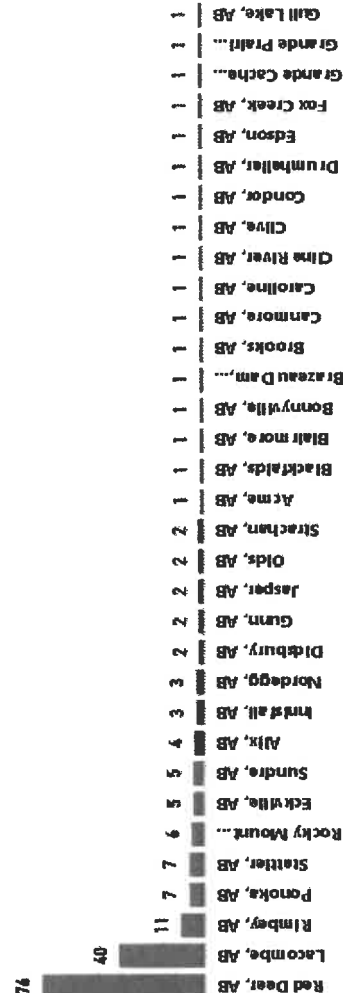 Red Deer, AB 76
Lacombe, AB 40
Rimbey, AB 11
Ponoka, AB 7
Stettler, AB 7
Rocky Mount... 6
Eckville, AB 5
Sundre, AB 5
Alix, AB 4
Innisfail, AB 3
Nordegg, AB 3
Didsbury, AB 2
Gunn, AB 2
Jasper, AB 2
Olds, AB 2
Strachan, AB 2
Acme, AB 1
Blackfalds, AB 1
Blairmore, AB 1
Bonnyville, AB 1
Brazeau Dam,... 1
Brooks, AB 1
Canmore, AB 1
Caroline, AB 1
Cline River, AB 1
Clive, AB 1
Condor, AB 1
Drumheller, AB 1
Edson, AB 1
Fox Creek, AB 1
Grande Cache... 1
Grande Prairi... 1
Gull Lake, AB 1